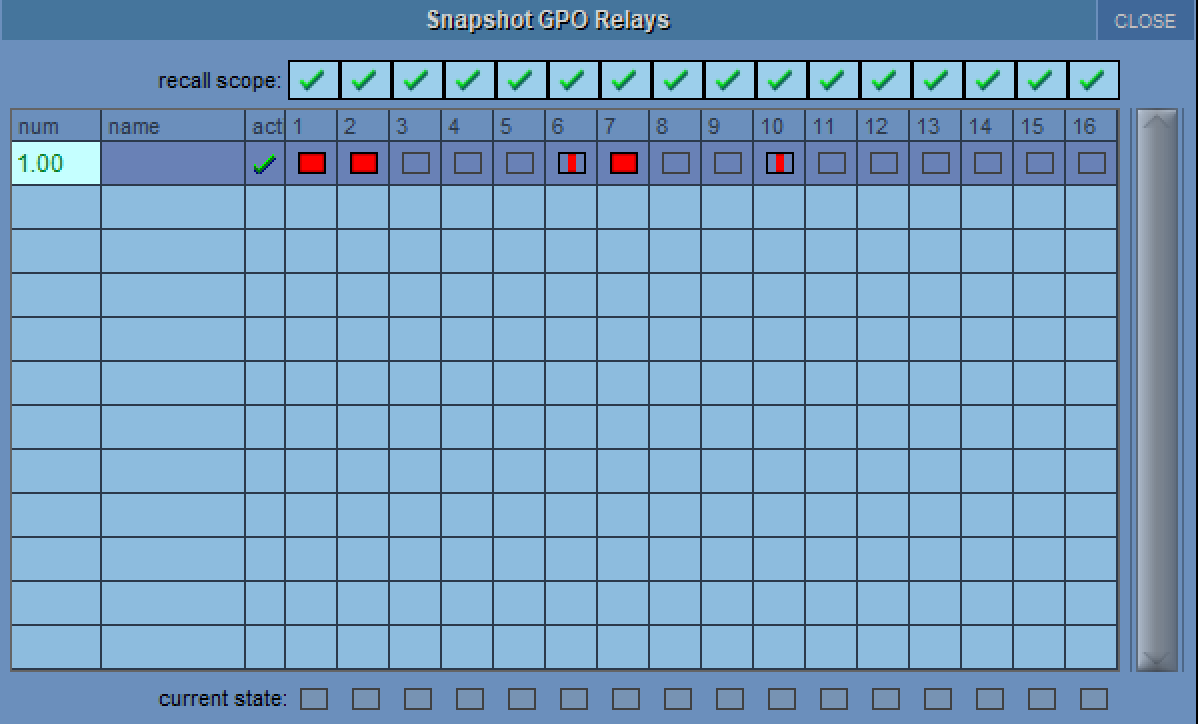 Snapshot GPO Relays CLOSE
recall scope:
num name act 1 2 3 4 5 6 7 8 9 10 11 12 13 14 15 16
1.00
current state: